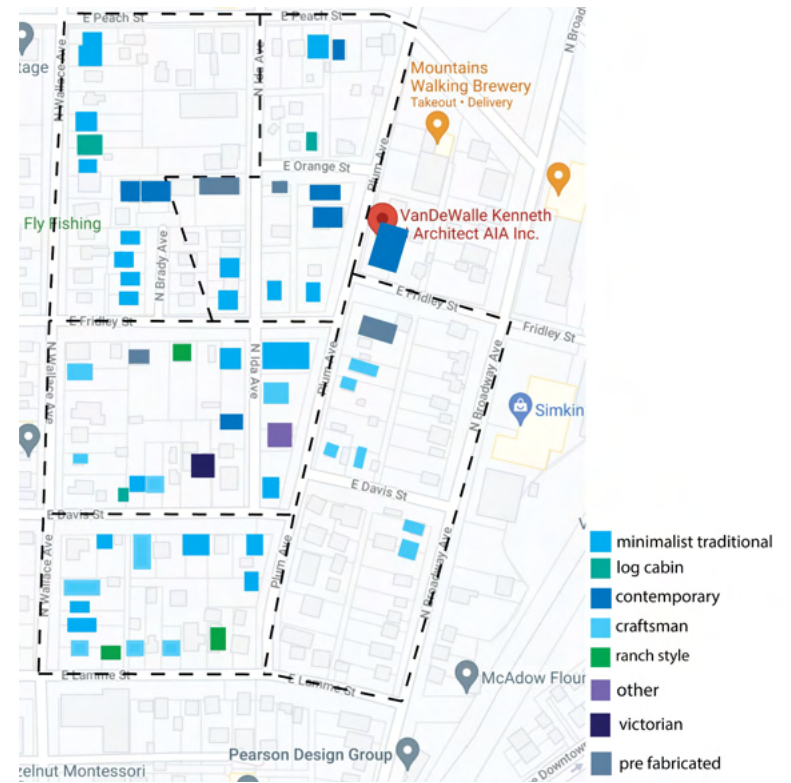 E Peach St
E Peach St
N Broad
tage
N Wallace Ave
N Ida Ave
Mountains
Walking Brewery
Takeout • Delivery
Plum Ave
E Orange St
Fly Fishing
VanDeWalle Kenneth
Architect AIA Inc.
N Brady Ave
E Fridley St
E Fridley St
Fridley St
N Wallace Ave
N Ida Ave
Plum Ave
N Broadway Ave
Simkin
E Davis St
E Davis St
minimalist traditional
log cabin
contemporary
craftsman
ranch style
other
victorian
pre fabricated
N Wallace Ave
Plum Ave
N Broadway Ave
E Lamme St
E Lamme St
McAdow Flour
Pearson Design Group
zelnut Montessori
e Downtow